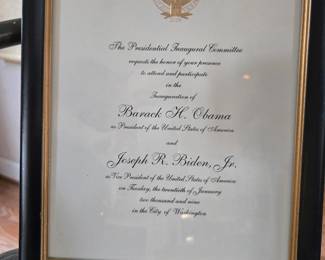 The Presidential Inaugural Committee
requests the honor of your presence
to attend and participate
in the
Inauguration of
Barack H. Obama
as President of the United States of America
and
Joseph R. Biden, Jr.
as Vice President of the United States of America
on Tuesday, the twentieth of January
two thousand and nine
in the City of Washington